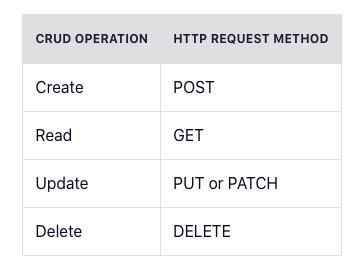 CRUD OPERATION HTTP REQUEST METHOD
Create POST
Read GET
Update PUT or PATCH
Delete DELETE